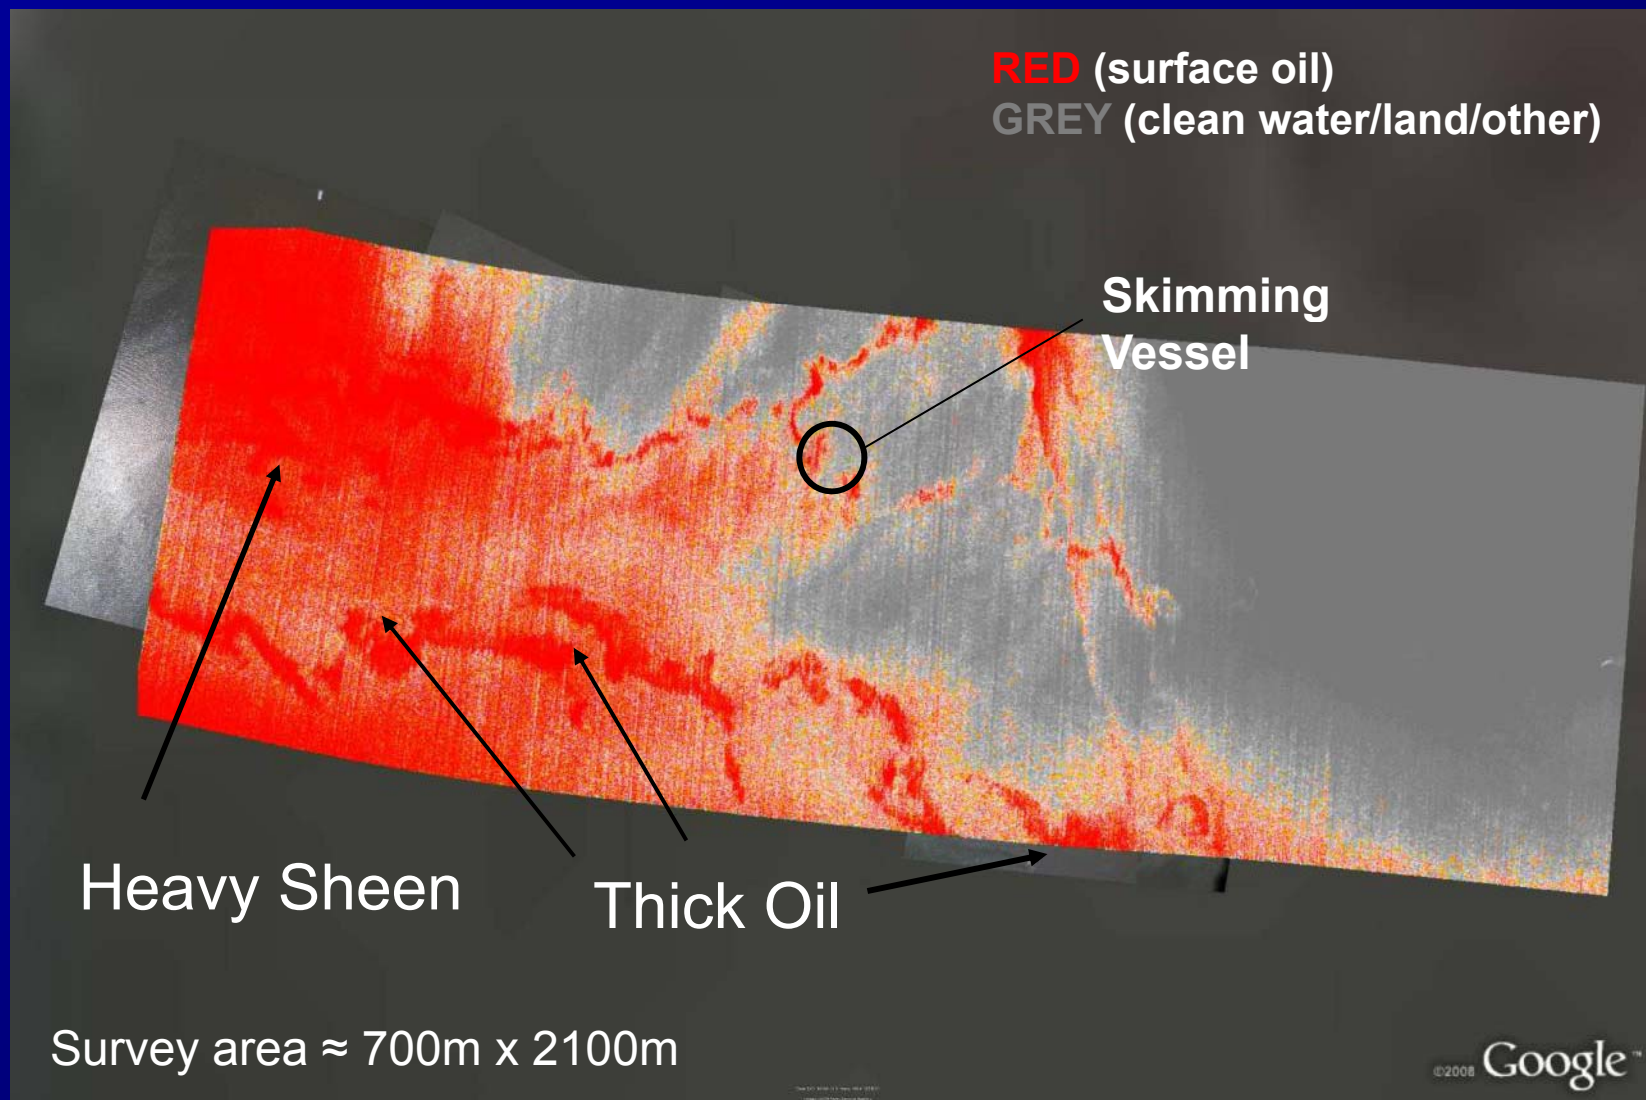 RED (surface oil)
GREY (clean water/land/other)
Skimming
Vessel
Heavy Sheen
Thick Oil
Survey area ≈ 700m x 2100m
©2008 Google™